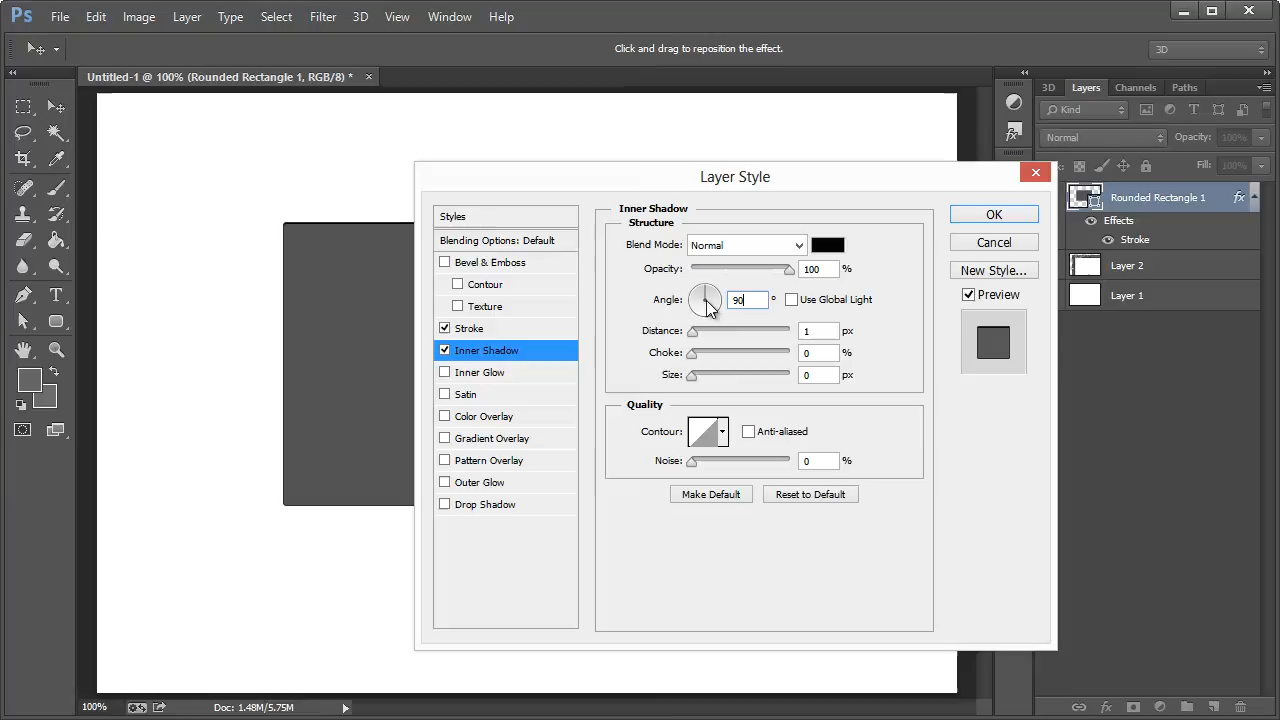 Ps File Edit Image Layer Type Select Filter 3D View Window Help
Click and drag to reposition the effect.
3D
Untitled-1 @ 100% (Rounded Rectangle 1, RGB/8) * ×
3D Layers Channels Paths
Kind
Normal Opacity: 100%
Fill: 100%
Rounded Rectangle 1 fx
Effects
Stroke
Layer 2
Layer 1
Layer Style
Styles
Blending Options: Default
Bevel & Emboss
Contour
Texture
Stroke
Inner Shadow
Inner Glow
Satin
Color Overlay
Gradient Overlay
Pattern Overlay
Outer Glow
Drop Shadow
Inner Shadow
Structure
Blend Mode: Normal
Opacity: 100 %
Angle: 90 ° Use Global Light
Distance: 1 px
Choke: 0 %
Size: 0 px
Quality
Contour: Anti-aliased
Noise: 0 %
Make Default Reset to Default
OK
Cancel
New Style...
Preview
100% Doc: 1.48M/5.75M